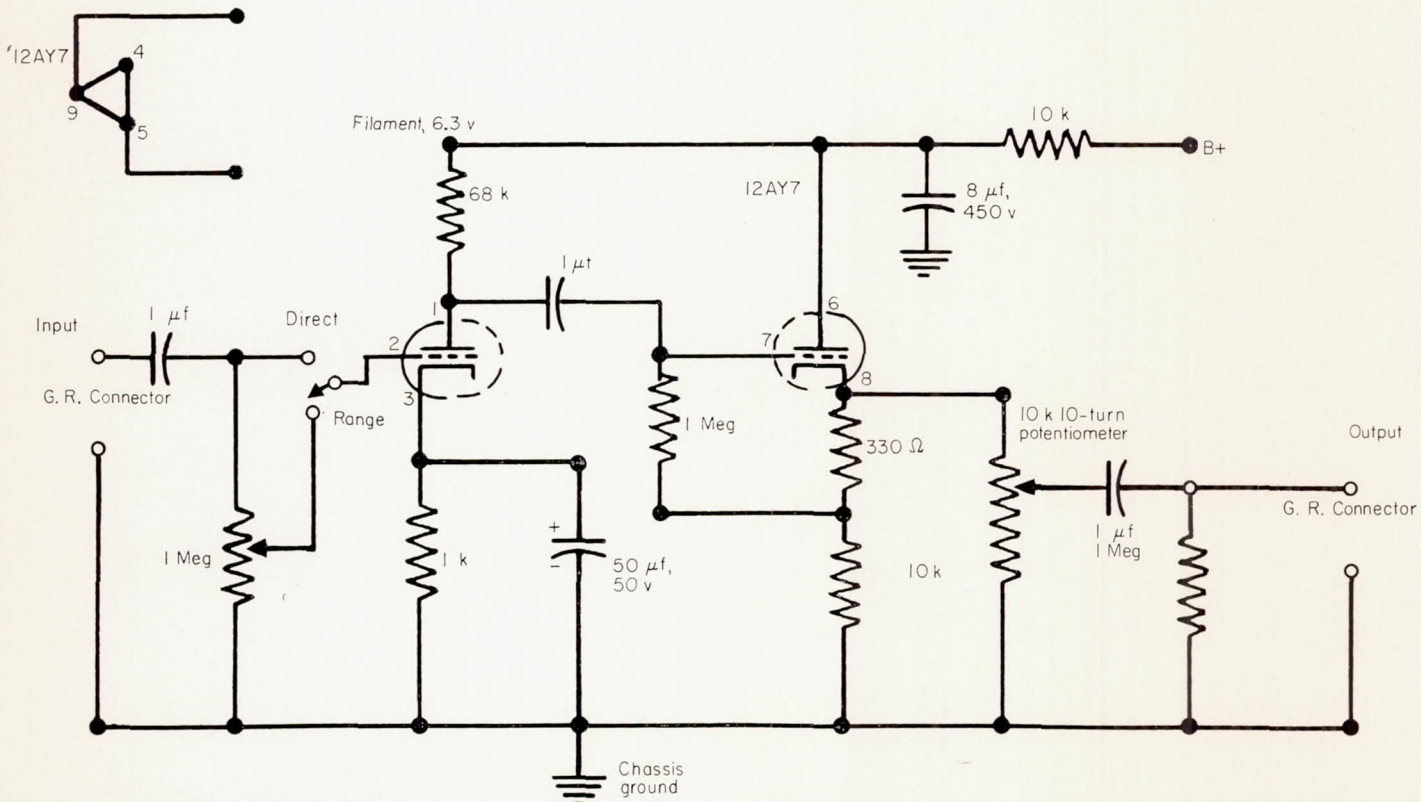 '12AY7
4
9
5
Filament, 6.3 v
10 k
B+
68 k
12AY7
8 μf,
450 v
1 μt
1
6
Input
1 μf
Direct
2
7
G. R. Connector
3
8
Range
1 Meg
330 Ω
10 k 10-turn
potentiometer
Output
G. R. Connector
1 μf
1 Meg
1 Meg
1 k
+
-
50 μf,
50 v
10 k
Chassis
ground